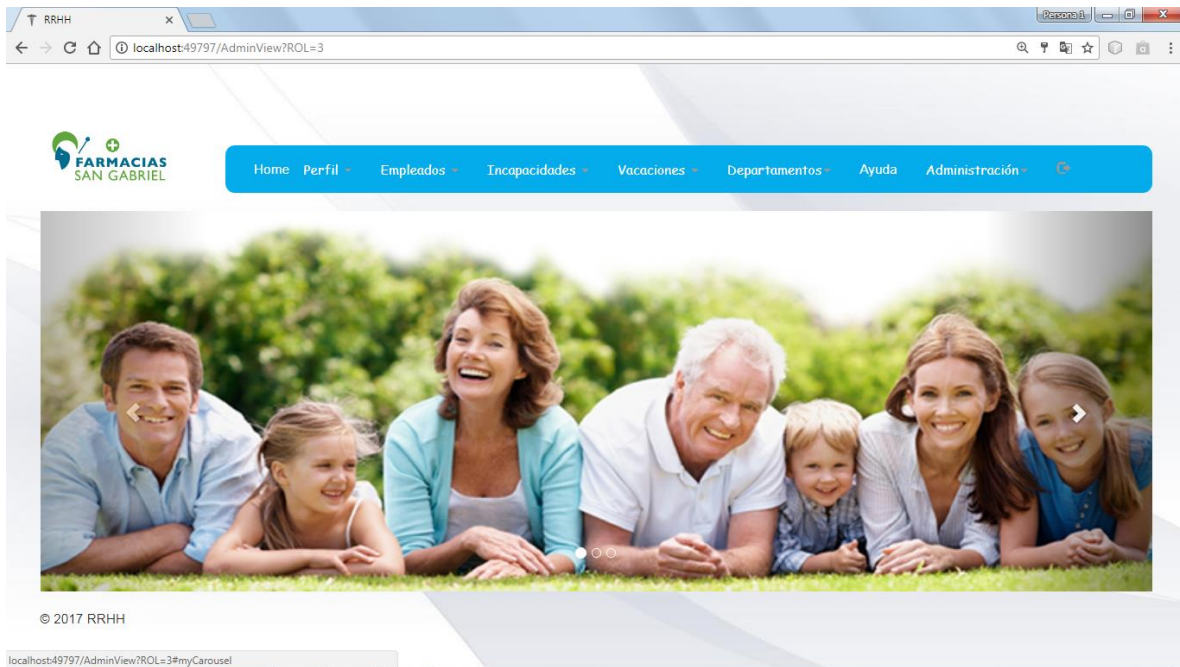 RRHH
Persona 1
localhost:49797/AdminView?ROL=3
FARMACIAS
SAN GABRIEL
Home Perfil Empleados Incapacidades Vacaciones Departamentos Ayuda Administración
© 2017 RRHH
localhost:49797/AdminView?ROL=3#myCarousel